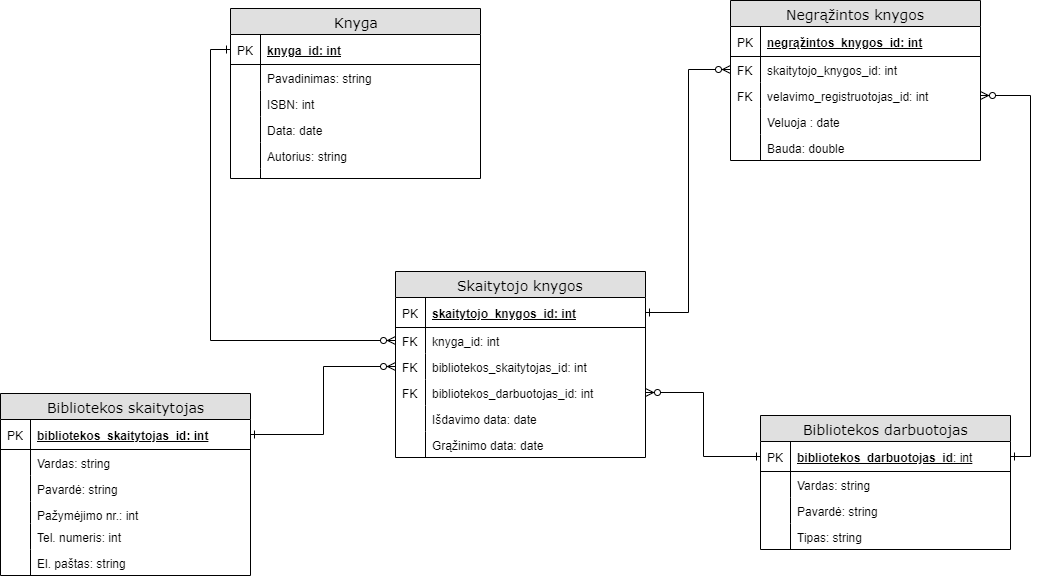 Knyga
PK knyga_id: int
Pavadinimas: string
ISBN: int
Data: date
Autorius: string
Negrąžintos knygos
PK negrąžintos_knygos_id: int
FK skaitytojo_knygos_id: int
FK velavimo_registruotojas_id: int
Veluoja : date
Bauda: double
Skaitytojo knygos
PK skaitytojo_knygos_id: int
FK knyga_id: int
FK bibliotekos_skaitytojas_id: int
FK bibliotekos_darbuotojas_id: int
Išdavimo data: date
Grąžinimo data: date
Bibliotekos skaitytojas
PK bibliotekos_skaitytojas_id: int
Vardas: string
Pavardė: string
Pažymėjimo nr.: int
Tel. numeris: int
El. paštas: string
Bibliotekos darbuotojas
PK bibliotekos_darbuotojas_id: int
Vardas: string
Pavardė: string
Tipas: string